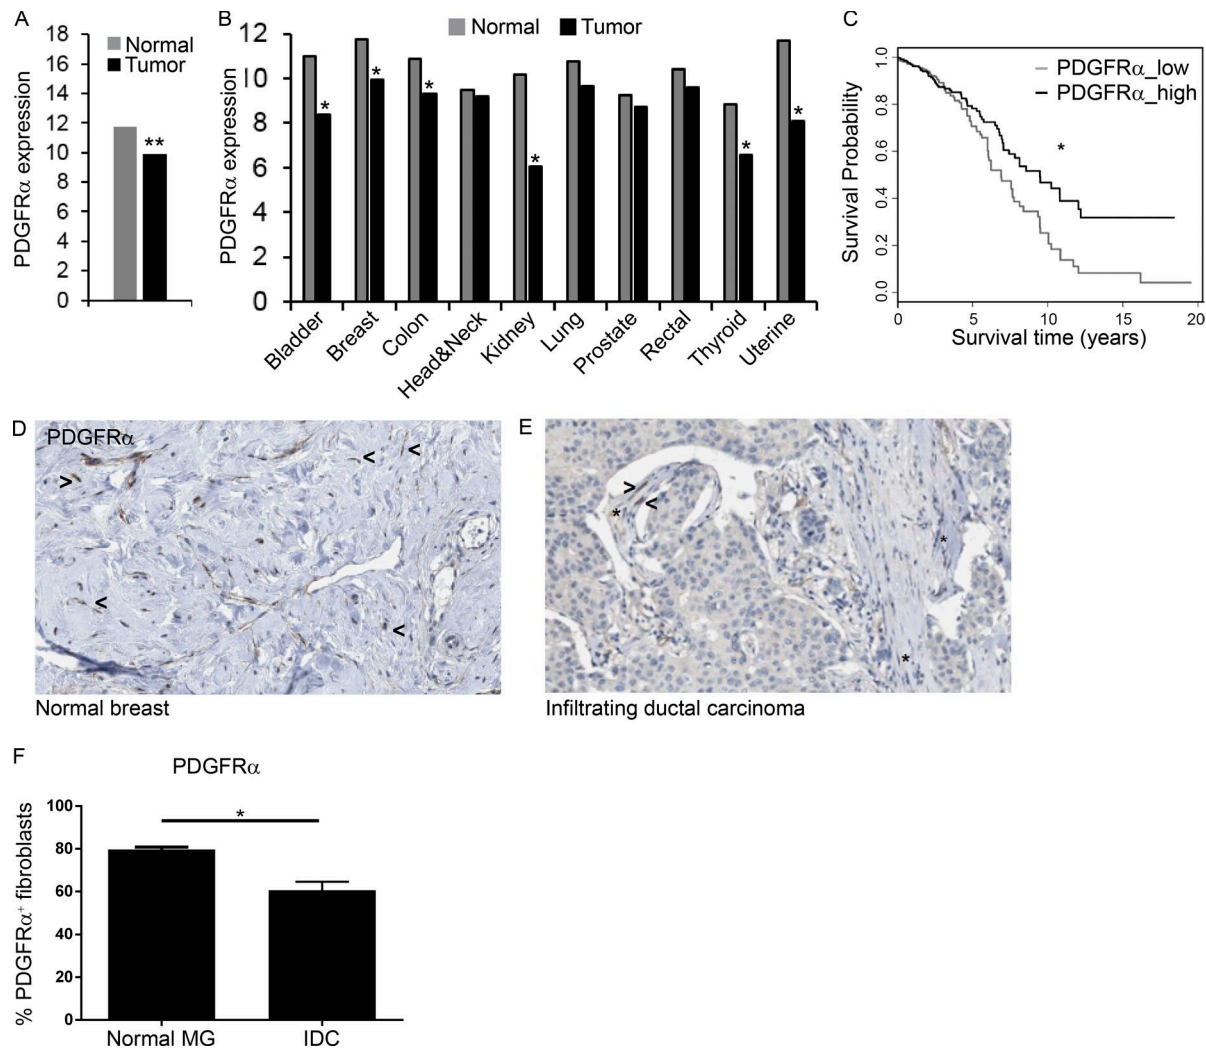 A
18
16
14
12
10
8
6
4
2
0
PDGFRα expression
Normal
Tumor
**
B
12
10
8
6
4
2
0
PDGFRα expression
Normal
Tumor
*
*
*
*
*
*
Bladder
Breast
Colon
Head&Neck
Kidney
Lung
Prostate
Rectal
Thyroid
Uterine
C
1.0
0.8
0.6
0.4
0.2
0.0
Survival Probability
PDGFRα_low
PDGFRα_high
*
0 5 10 15 20
Survival time (years)
D
PDGFRα
>
<
<
<
<
Normal breast
E
>
<
*
*
*
Infiltrating ductal carcinoma
F
PDGFRα
100
80
60
40
20
0
% PDGFRα⁺ fibroblasts
*
Normal MG IDC